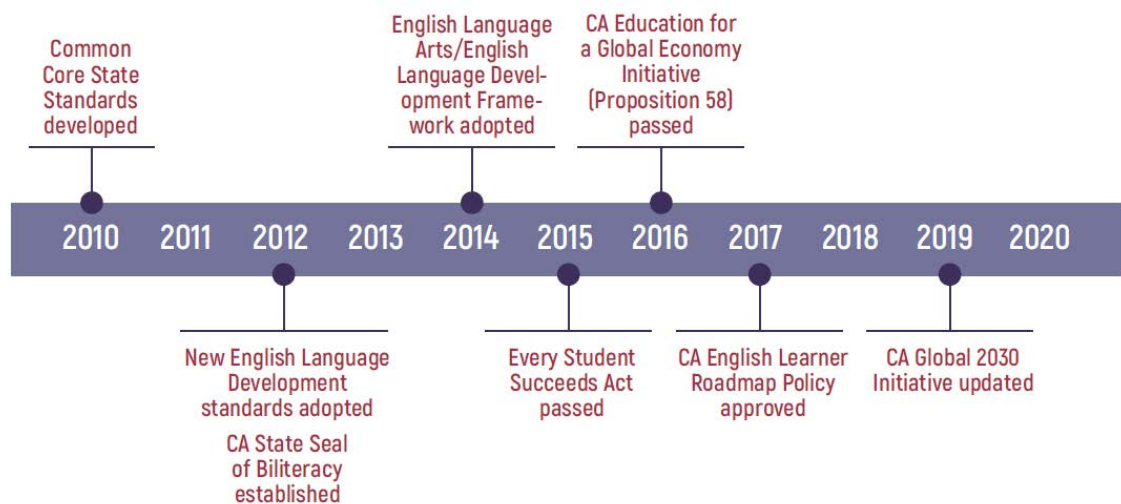 Common
Core State
Standards
developed
English Language
Arts/English
Language Devel-
opment Frame-
work adopted
CA Education for
a Global Economy
Initiative
(Proposition 58)
passed
2010 2011 2012 2013 2014 2015 2016 2017 2018 2019 2020
New English Language
Development
standards adopted
CA State Seal
of Biliteracy
established
Every Student
Succeeds Act
passed
CA English Learner
Roadmap Policy
approved
CA Global 2030
Initiative updated